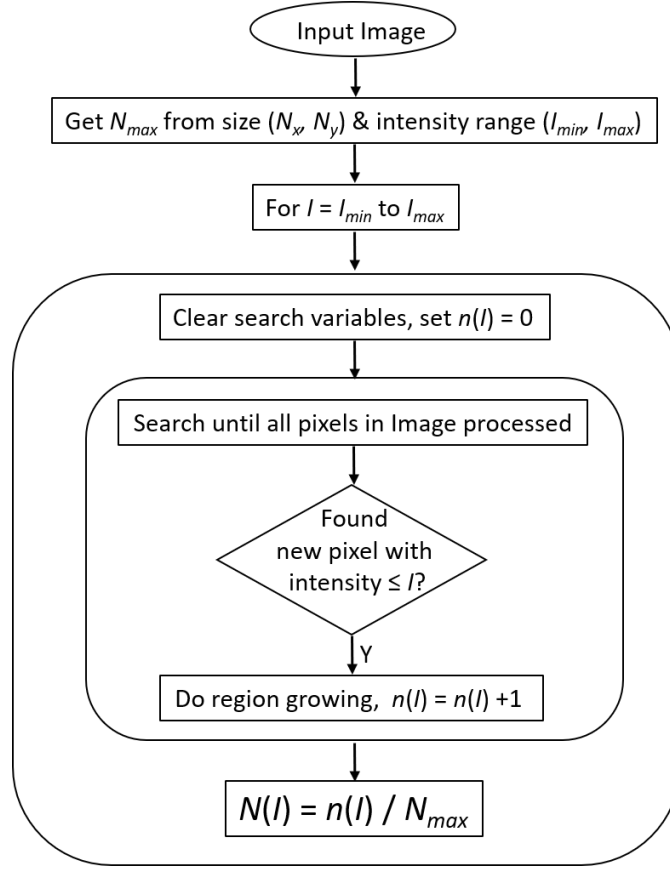 Input Image
Get Nmax from size (Nx, Ny) & intensity range (Imin, Imax)
For I = Imin to Imax
Clear search variables, set n(I) = 0
Search until all pixels in Image processed
Found
new pixel with
intensity ≤ I?
Y
Do region growing, n(I) = n(I) +1
N(I) = n(I) / Nmax